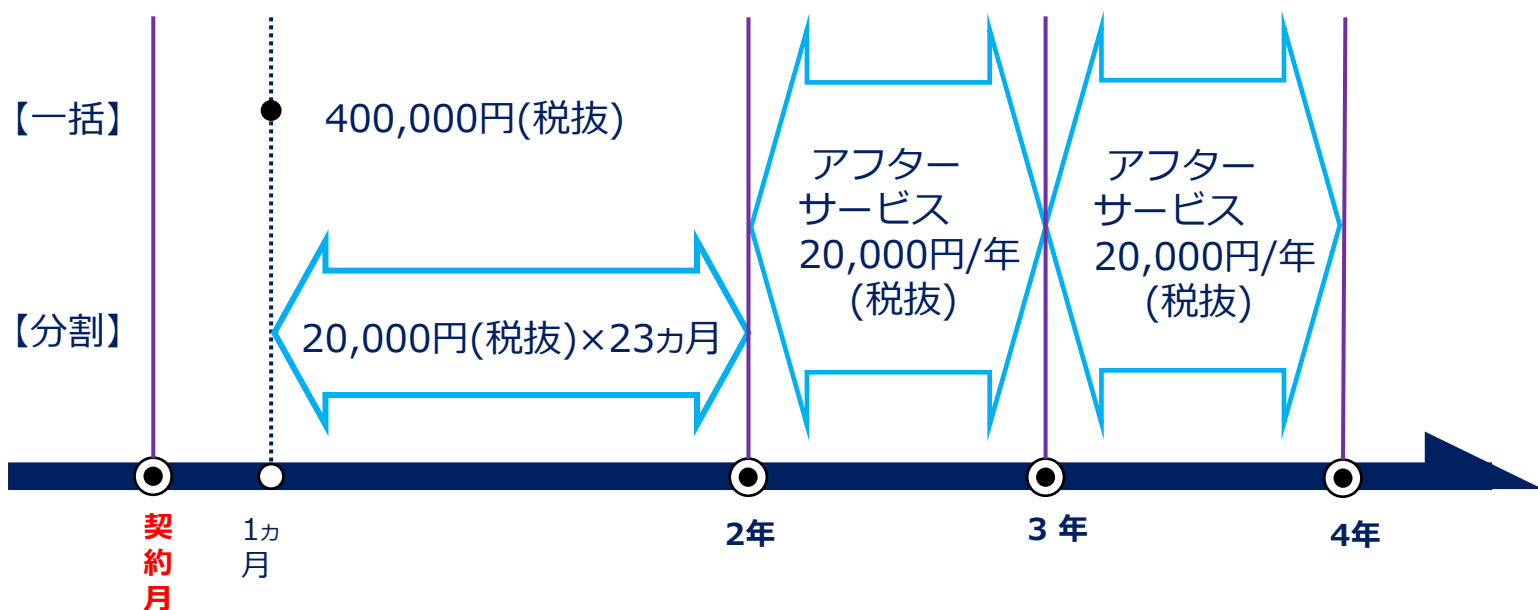 【一括】
400,000円(税抜)
アフター
サービス
20,000円/年
(税抜)
アフター
サービス
20,000円/年
(税抜)
【分割】
20,000円(税抜)×23カ月
契
約
月
1カ
月
2年
3 年
4年